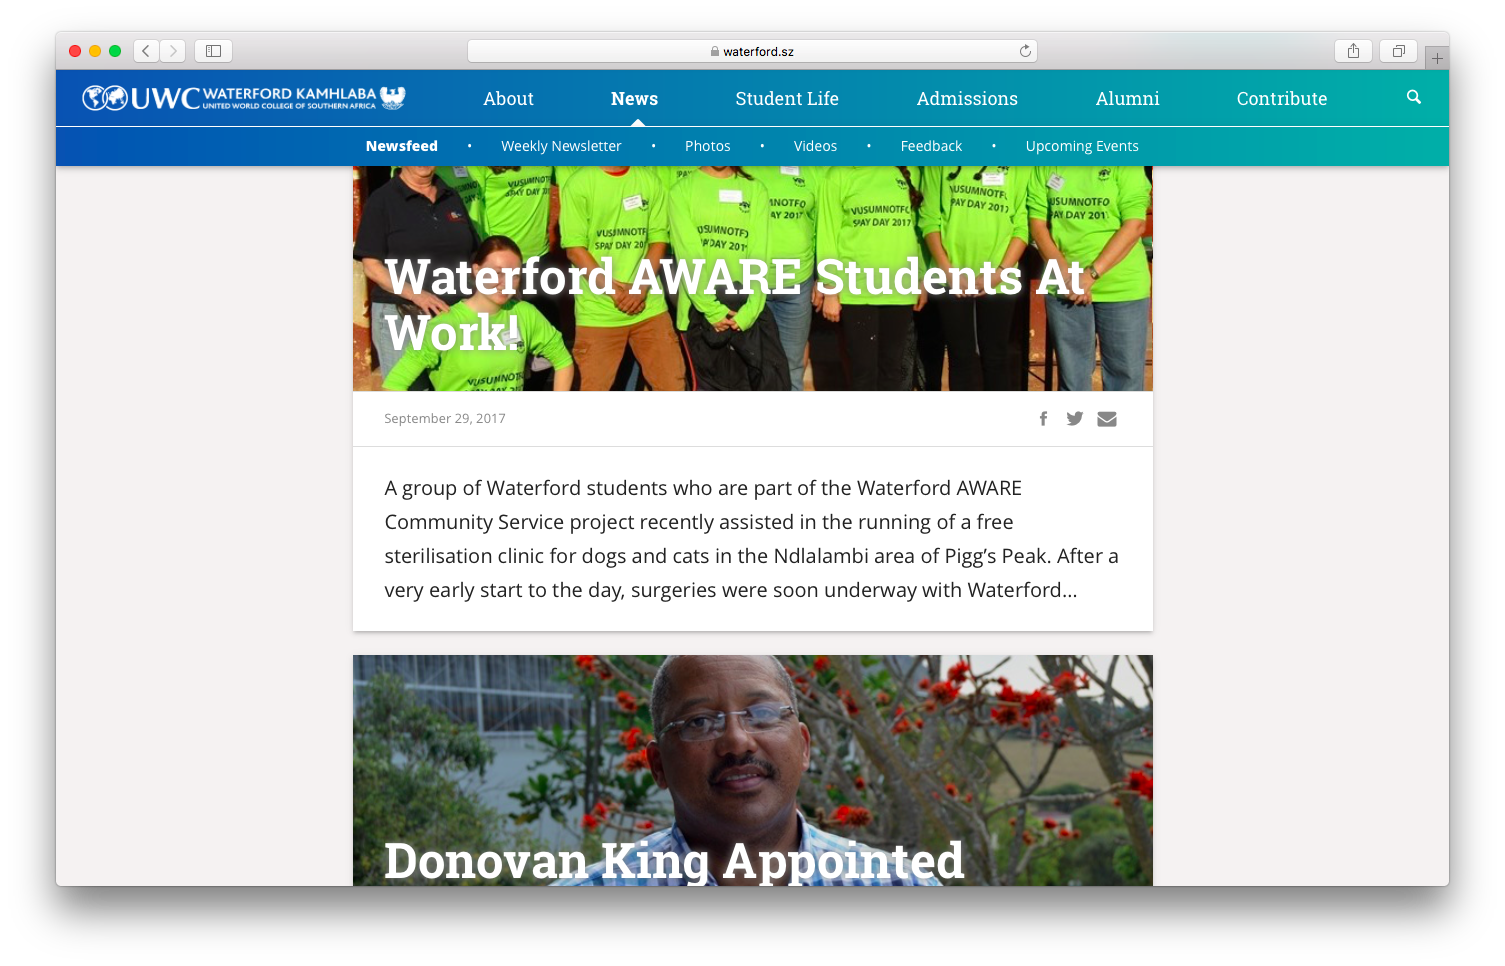 waterford.sz
UWC WATERFORD KAMHLABA
UNITED WORLD COLLEGE OF SOUTHERN AFRICA
About News Student Life Admissions Alumni Contribute
Newsfeed • Weekly Newsletter • Photos • Videos • Feedback • Upcoming Events
VUSUMNOTFO
SPAY DAY 2017
Waterford AWARE Students At
Work!
September 29, 2017
A group of Waterford students who are part of the Waterford AWARE
Community Service project recently assisted in the running of a free
sterilisation clinic for dogs and cats in the Ndlalambi area of Pigg’s Peak. After a
very early start to the day, surgeries were soon underway with Waterford...
Donovan King Appointed